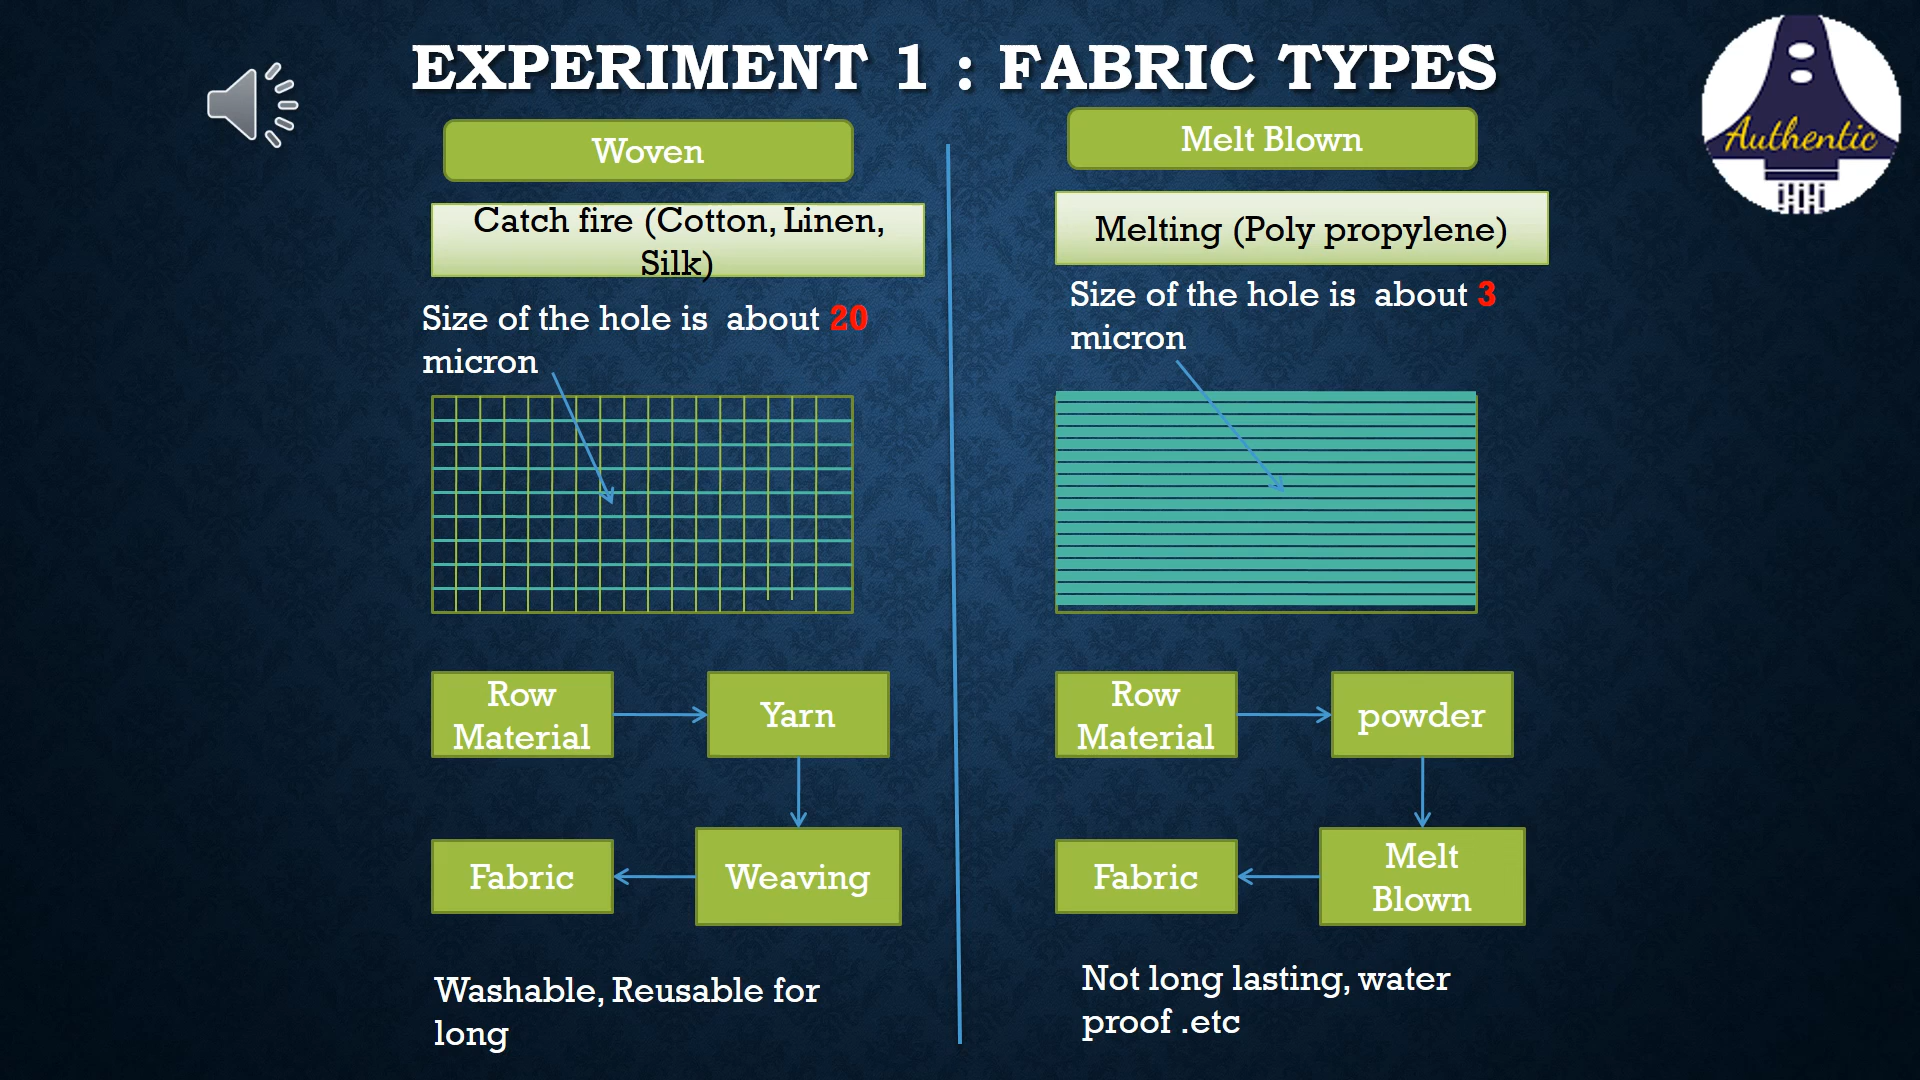 EXPERIMENT 1 : FABRIC TYPES
Authentic
Woven
Catch fire (Cotton, Linen,
Silk)
Size of the hole is about 20
micron
Row
Material
Yarn
Fabric
Weaving
Washable, Reusable for
long
Melt Blown
Melting (Poly propylene)
Size of the hole is about 3
micron
Row
Material
powder
Fabric
Melt
Blown
Not long lasting, water
proof .etc